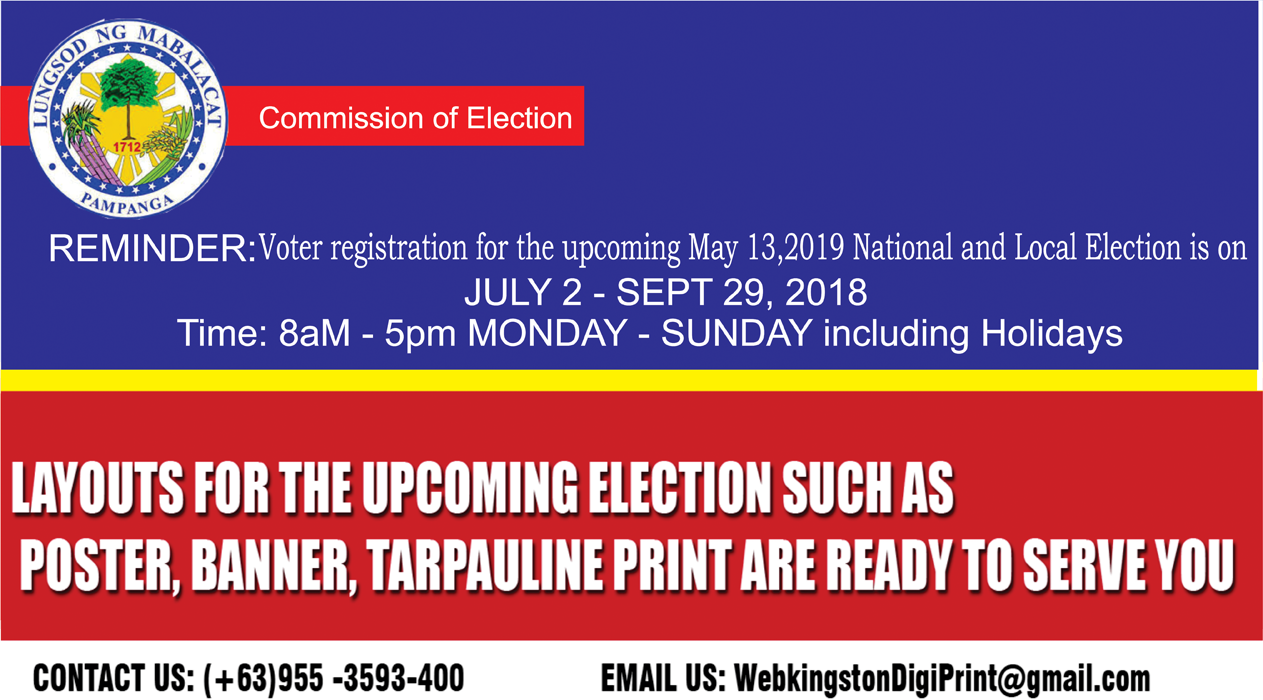 LUNGSOD NG MABALACAT
1712
PAMPANGA
Commission of Election
REMINDER:Voter registration for the upcoming May 13,2019 National and Local Election is on
JULY 2 - SEPT 29, 2018
Time: 8aM - 5pm MONDAY - SUNDAY including Holidays
LAYOUTS FOR THE UPCOMING ELECTION SUCH AS
POSTER, BANNER, TARPAULINE PRINT ARE READY TO SERVE YOU
CONTACT US: (+63)955 -3593-400 EMAIL US: WebkingstonDigiPrint@gmail.com